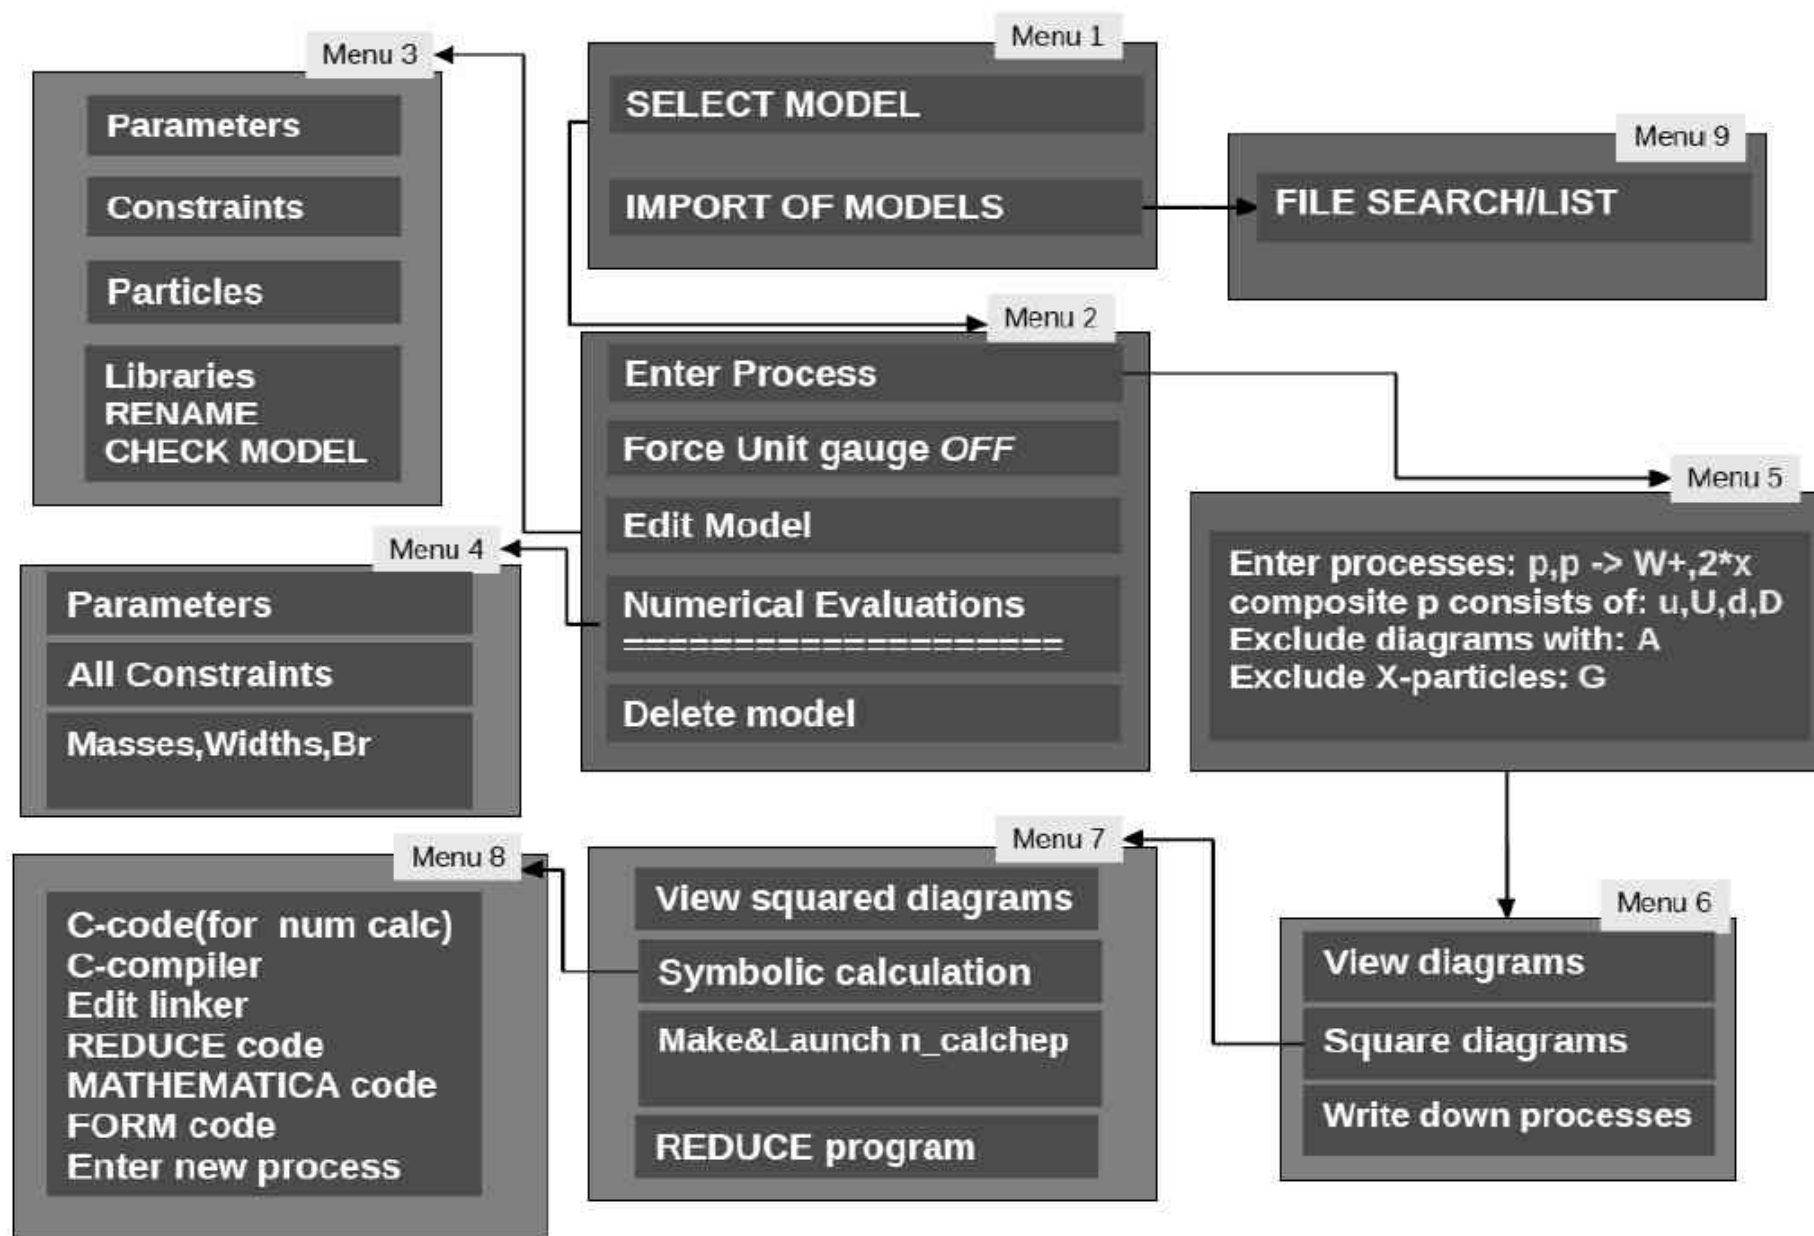 Menu 1
SELECT MODEL
IMPORT OF MODELS
Menu 9
FILE SEARCH/LIST
Menu 2
Enter Process
Force Unit gauge OFF
Edit Model
Numerical Evaluations
=====================
Delete model
Menu 3
Parameters
Constraints
Particles
Libraries
RENAME
CHECK MODEL
Menu 4
Parameters
All Constraints
Masses,Widths,Br
Menu 5
Enter processes: p,p -> W+,2*x
composite p consists of: u,U,d,D
Exclude diagrams with: A
Exclude X-particles: G
Menu 6
View diagrams
Square diagrams
Write down processes
Menu 7
View squared diagrams
Symbolic calculation
Make&Launch n_calchep
REDUCE program
Menu 8
C-code(for num calc)
C-compiler
Edit linker
REDUCE code
MATHEMATICA code
FORM code
Enter new process